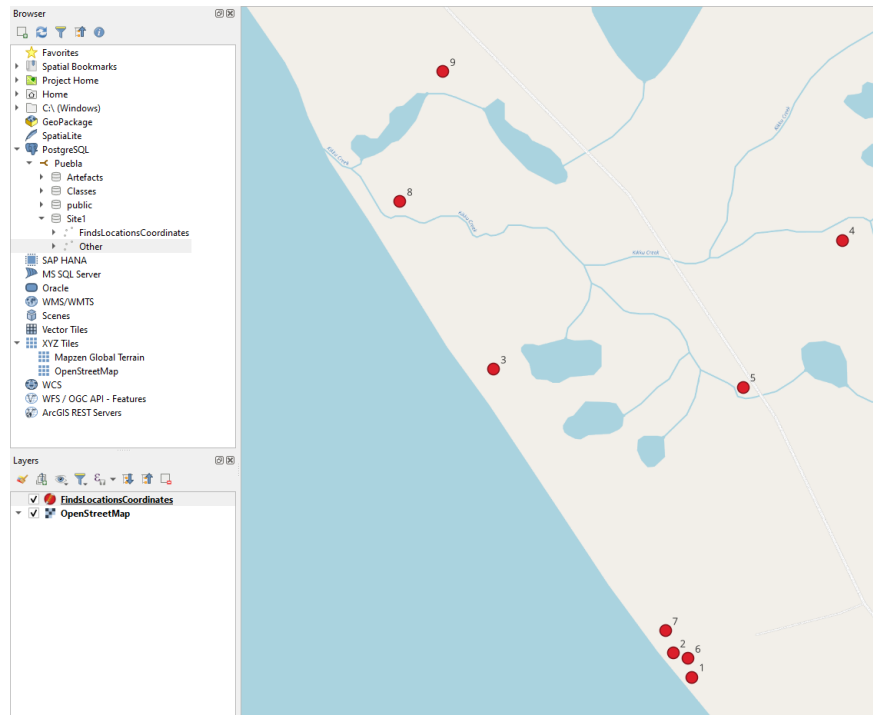 Browser
Favorites
Spatial Bookmarks
Project Home
Home
C:\ (Windows)
GeoPackage
SpatiaLite
PostgreSQL
Puebla
Artefacts
Classes
public
Site1
FindsLocationsCoordinates
Other
SAP HANA
MS SQL Server
Oracle
WMS/WMTS
Scenes
Vector Tiles
XYZ Tiles
Mapzen Global Terrain
OpenStreetMap
WCS
WFS / OGC API - Features
ArcGIS REST Servers
Layers
FindsLocationsCoordinates
OpenStreetMap
9
8
4
3
5
7
2
6
1